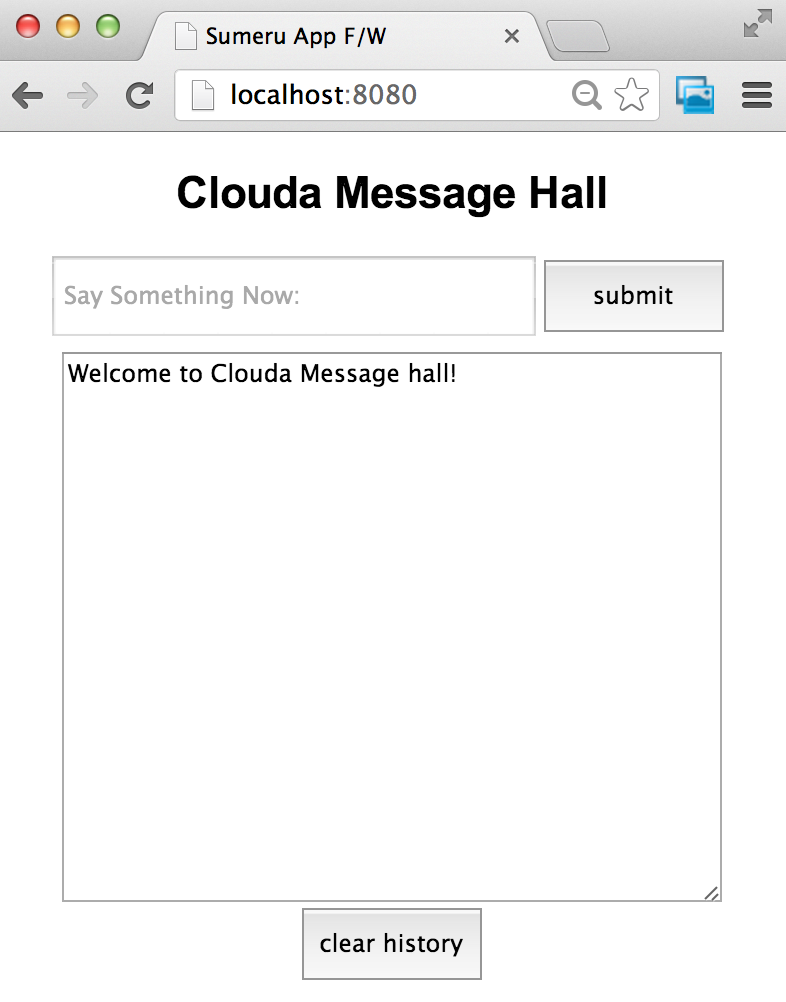 Sumeru App F/W
localhost:8080
Clouda Message Hall
Say Something Now:
submit
Welcome to Clouda Message hall!
clear history